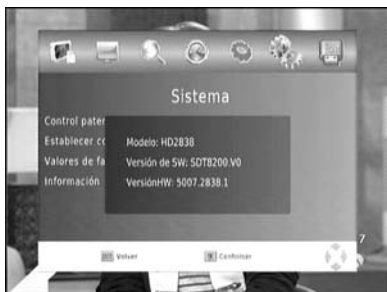 Sistema
Control pater
Establecer co
Valores de fa
Información
Modelo: HD2838
Versión de SW: SDT8200.V0
VersiónHW: 5007.2838.1
7
Volver
Confirmar